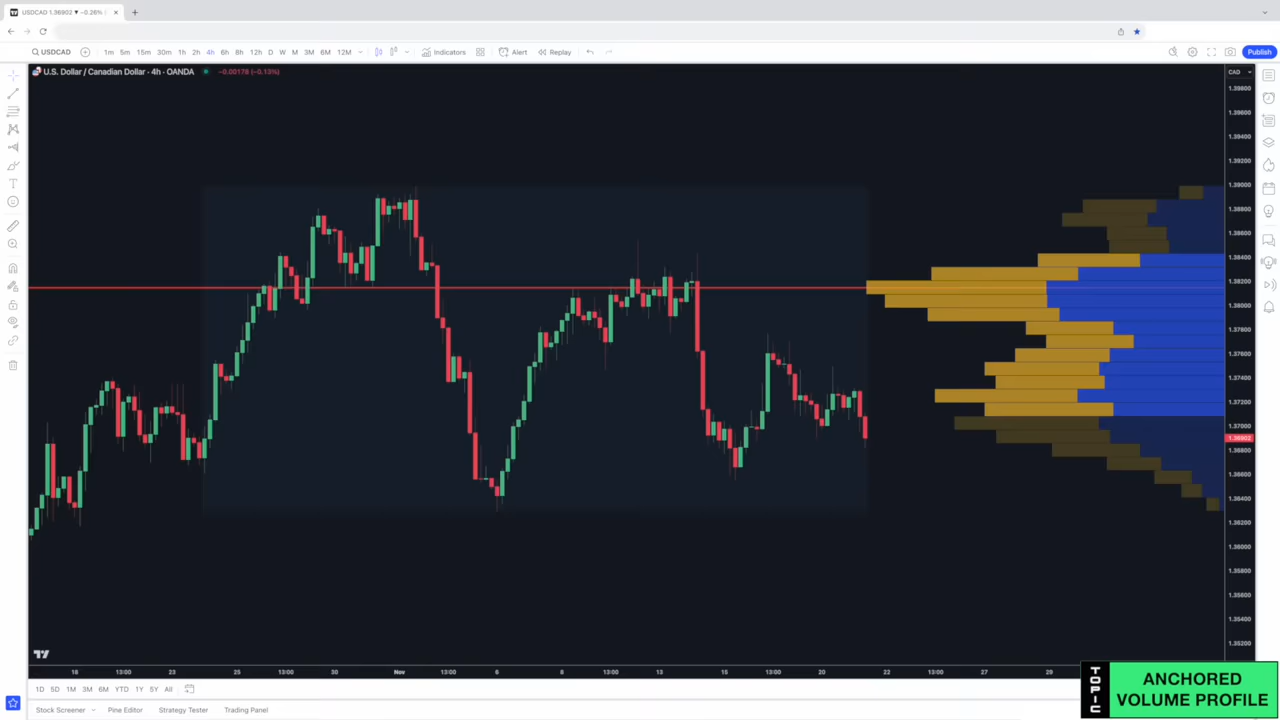 USDCAD 1.36902 ▼ −0.26%
USDCAD
1m 5m 15m 30m 1h 2h 4h 6h 8h 12h D W M 3M 6M 12M
Indicators
Alert
Replay
Publish
U.S. Dollar / Canadian Dollar · 4h · OANDA
−0.00178 (−0.13%)
CAD
1.39800
1.39600
1.39400
1.39200
1.39000
1.38800
1.38600
1.38400
1.38200
1.38000
1.37800
1.37600
1.37400
1.37200
1.37000
1.36902
1.36800
1.36600
1.36400
1.36200
1.36000
1.35800
1.35600
1.35400
1.35200
18 13:00 23 25 13:00 30 Nov 13:00 6 8 13:00 15 13:00 20 22 13:00 27 29
1D 5D 1M 3M 6M YTD 1Y 5Y All
Stock Screener
Pine Editor
Strategy Tester
Trading Panel
TOPIC
ANCHORED
VOLUME PROFILE